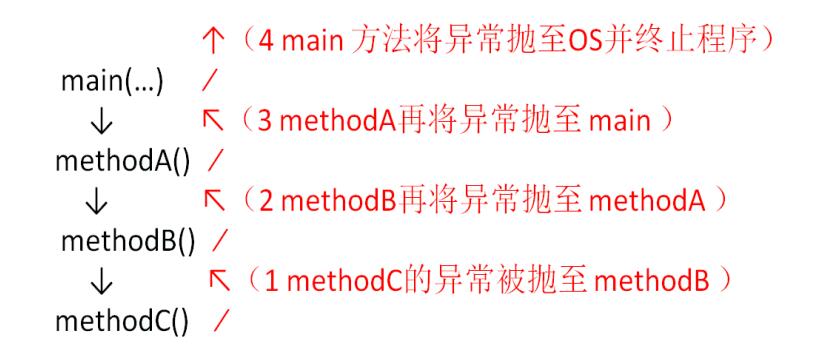 ↑（4 main 方法将异常抛至OS并终止程序）
main(...) /
↓ ↖（3 methodA再将异常抛至 main ）
methodA() /
↓ ↖（2 methodB再将异常抛至 methodA ）
methodB() /
↓ ↖（1 methodC的异常被抛至 methodB ）
methodC() /